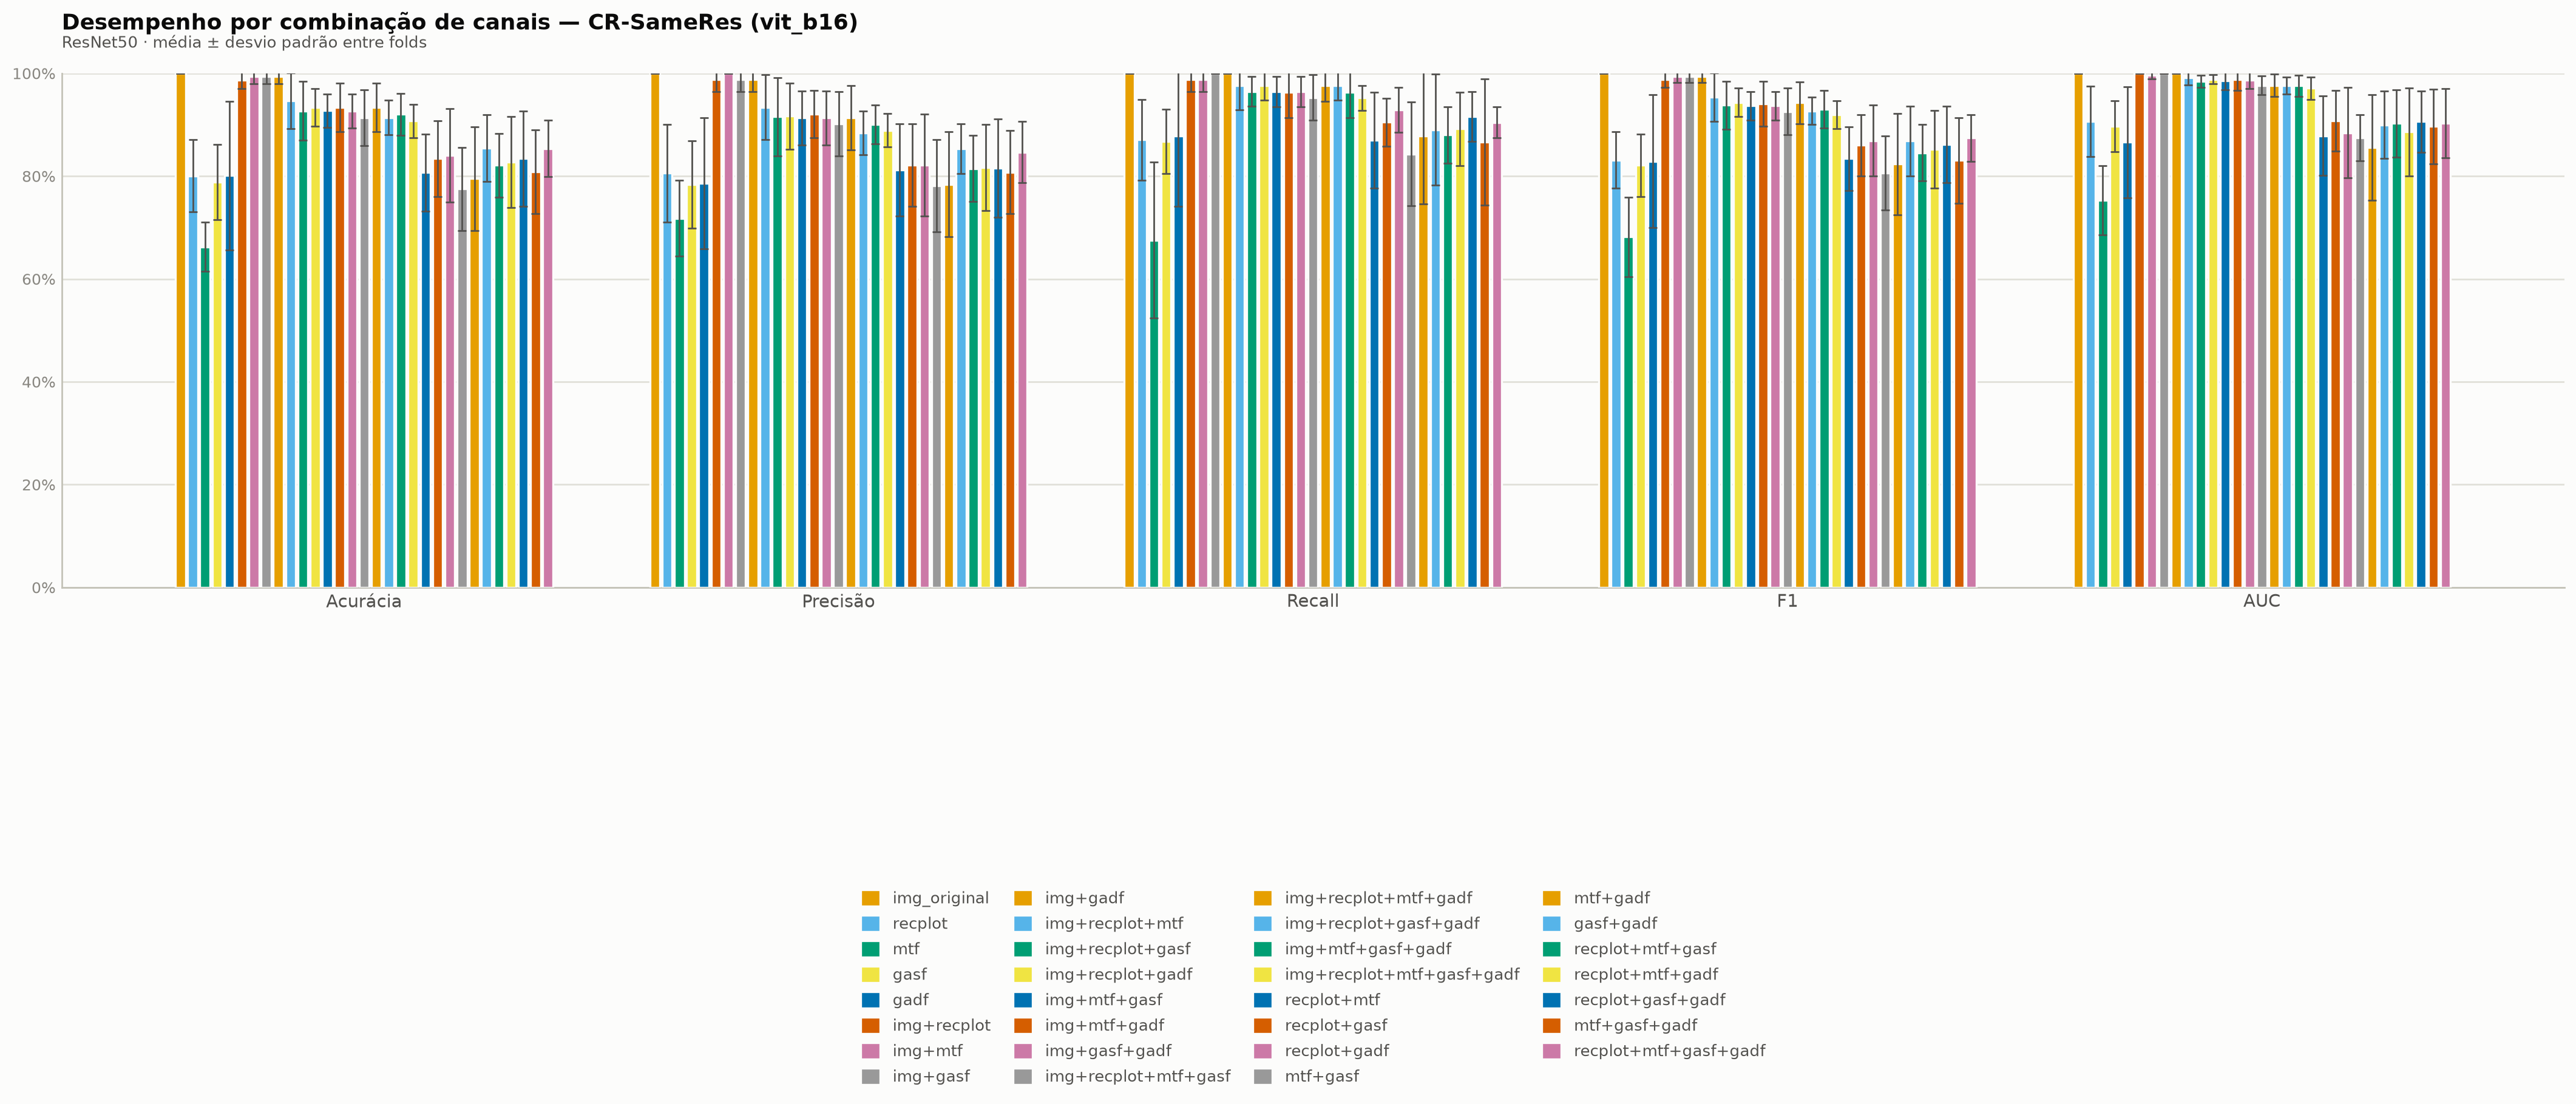 Desempenho por combinação de canais — CR-SameRes (vit_b16)
ResNet50 · média ± desvio padrão entre folds
100%
80%
60%
40%
20%
0%
Acurácia Precisão Recall F1 AUC
img_original img+gadf img+recplot+mtf+gadf mtf+gadf
recplot img+recplot+mtf img+recplot+gasf+gadf gasf+gadf
mtf img+recplot+gasf img+mtf+gasf+gadf recplot+mtf+gasf
gasf img+recplot+gadf img+recplot+mtf+gasf+gadf recplot+mtf+gadf
gadf img+mtf+gasf recplot+mtf recplot+gasf+gadf
img+recplot img+mtf+gadf recplot+gasf mtf+gasf+gadf
img+mtf img+gasf+gadf recplot+gadf recplot+mtf+gasf+gadf
img+gasf img+recplot+mtf+gasf mtf+gasf